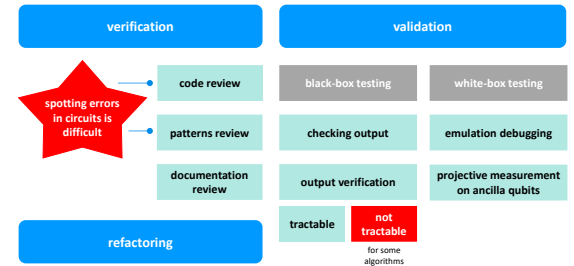 verification
spotting errors
in circuits is
difficult
code review
patterns review
documentation
review
refactoring
validation
black-box testing
white-box testing
checking output
emulation debugging
output verification
projective measurement
on ancilla qubits
tractable
not
tractable
for some
algorithms